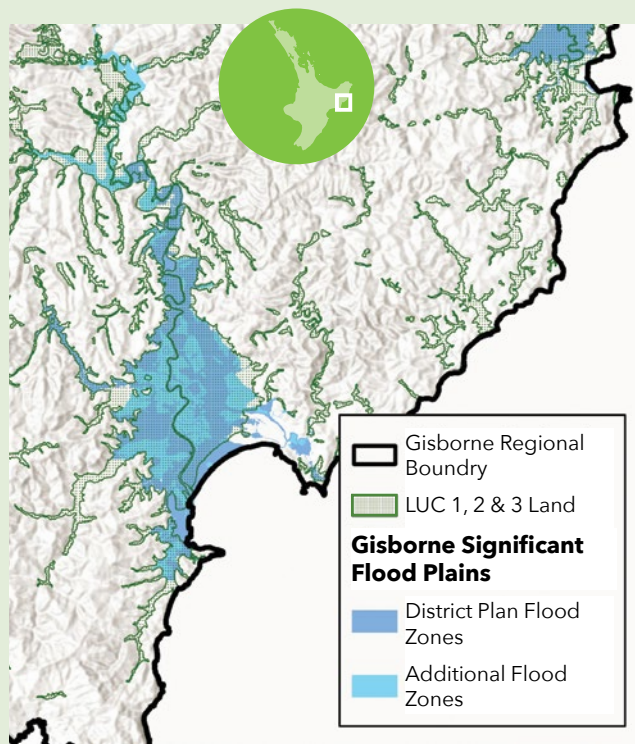 Gisborne Regional
Boundry
LUC 1, 2 & 3 Land
Gisborne Significant
Flood Plains
District Plan Flood
Zones
Additional Flood
Zones